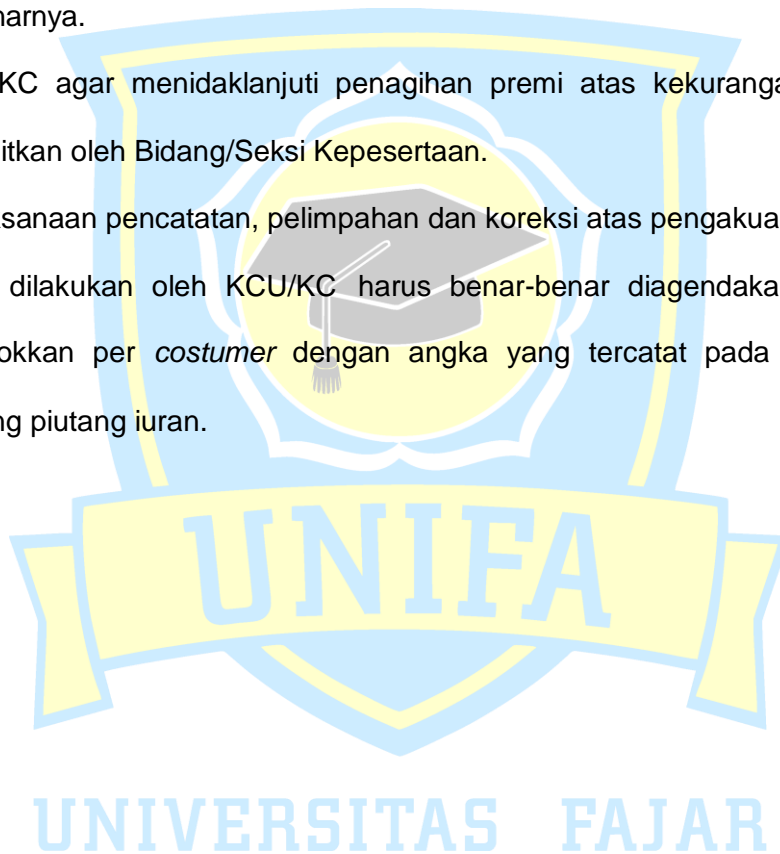 narnya.
KC agar menidaklanjuti penagihan premi atas kekuranga
itkan oleh Bidang/Seksi Kepesertaan.
sanaan pencatatan, pelimpahan dan koreksi atas pengakua
dilakukan oleh KCU/KC harus benar-benar diagendaka
okkan per costumer dengan angka yang tercatat pada
ng piutang iuran.
UNIFA
UNIVERSITAS FAJAR